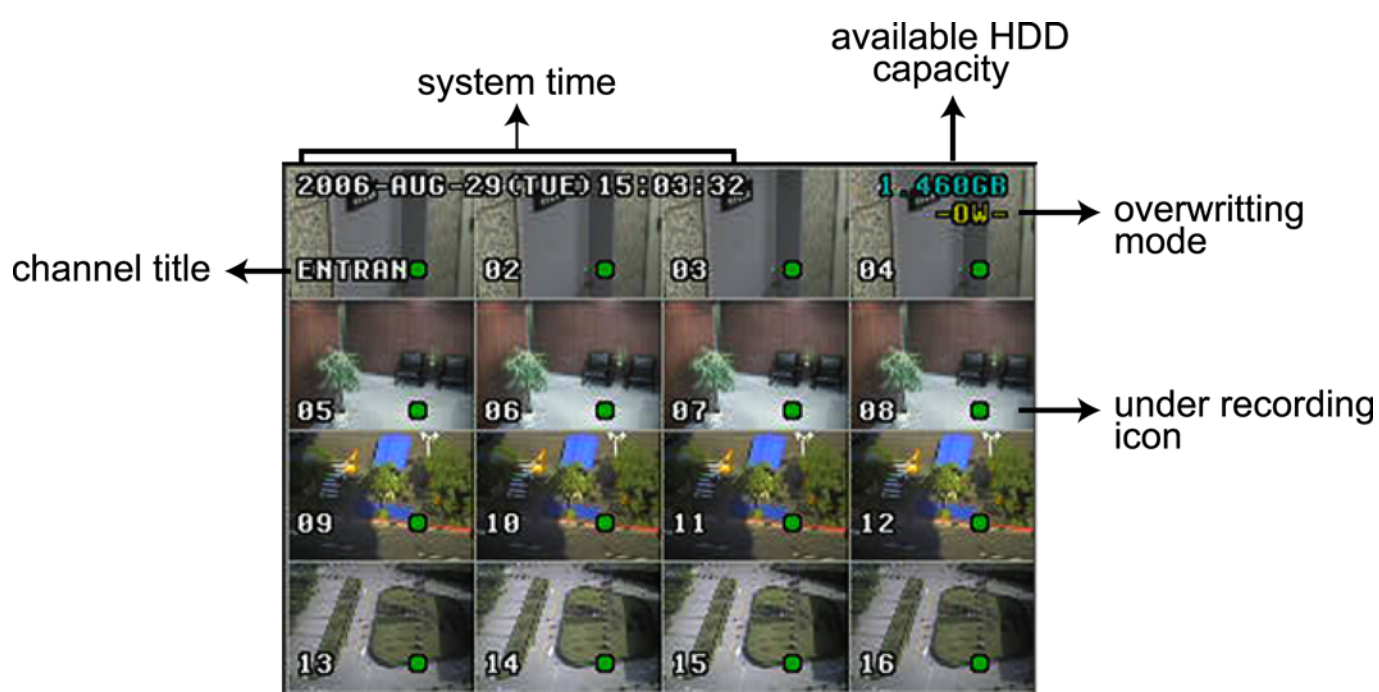 available HDD
capacity
system time
2006-AUG-29(TUE)15:03:32
1.460GB
-OW-
overwritting
mode
channel title
ENTRAN 02 03 04
05 06 07 08
under recording
icon
09 10 11 12
13 14 15 16